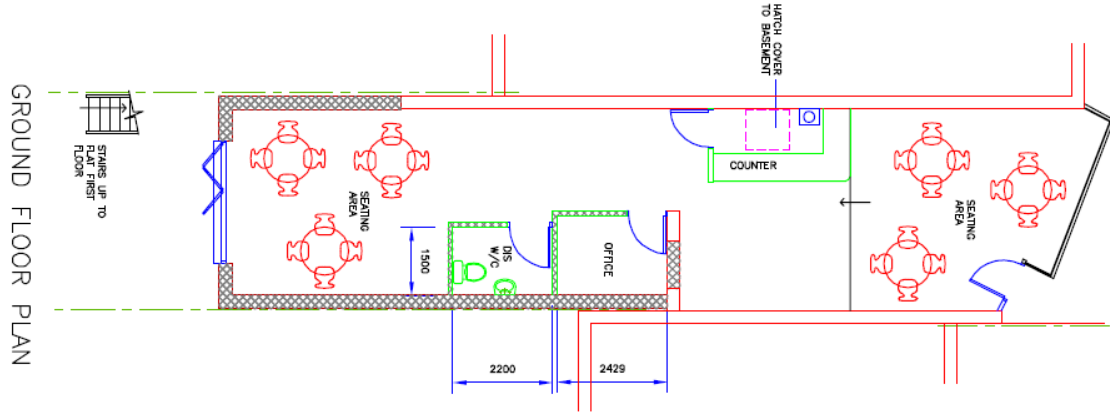 GROUND FLOOR PLAN
STAIRS UP TO
FLAT FIRST
FLOOR
SEATING
AREA
1500
DIS
W/C
OFFICE
2200
2429
HATCH COVER
TO BASEMENT
COUNTER
SEATING
AREA